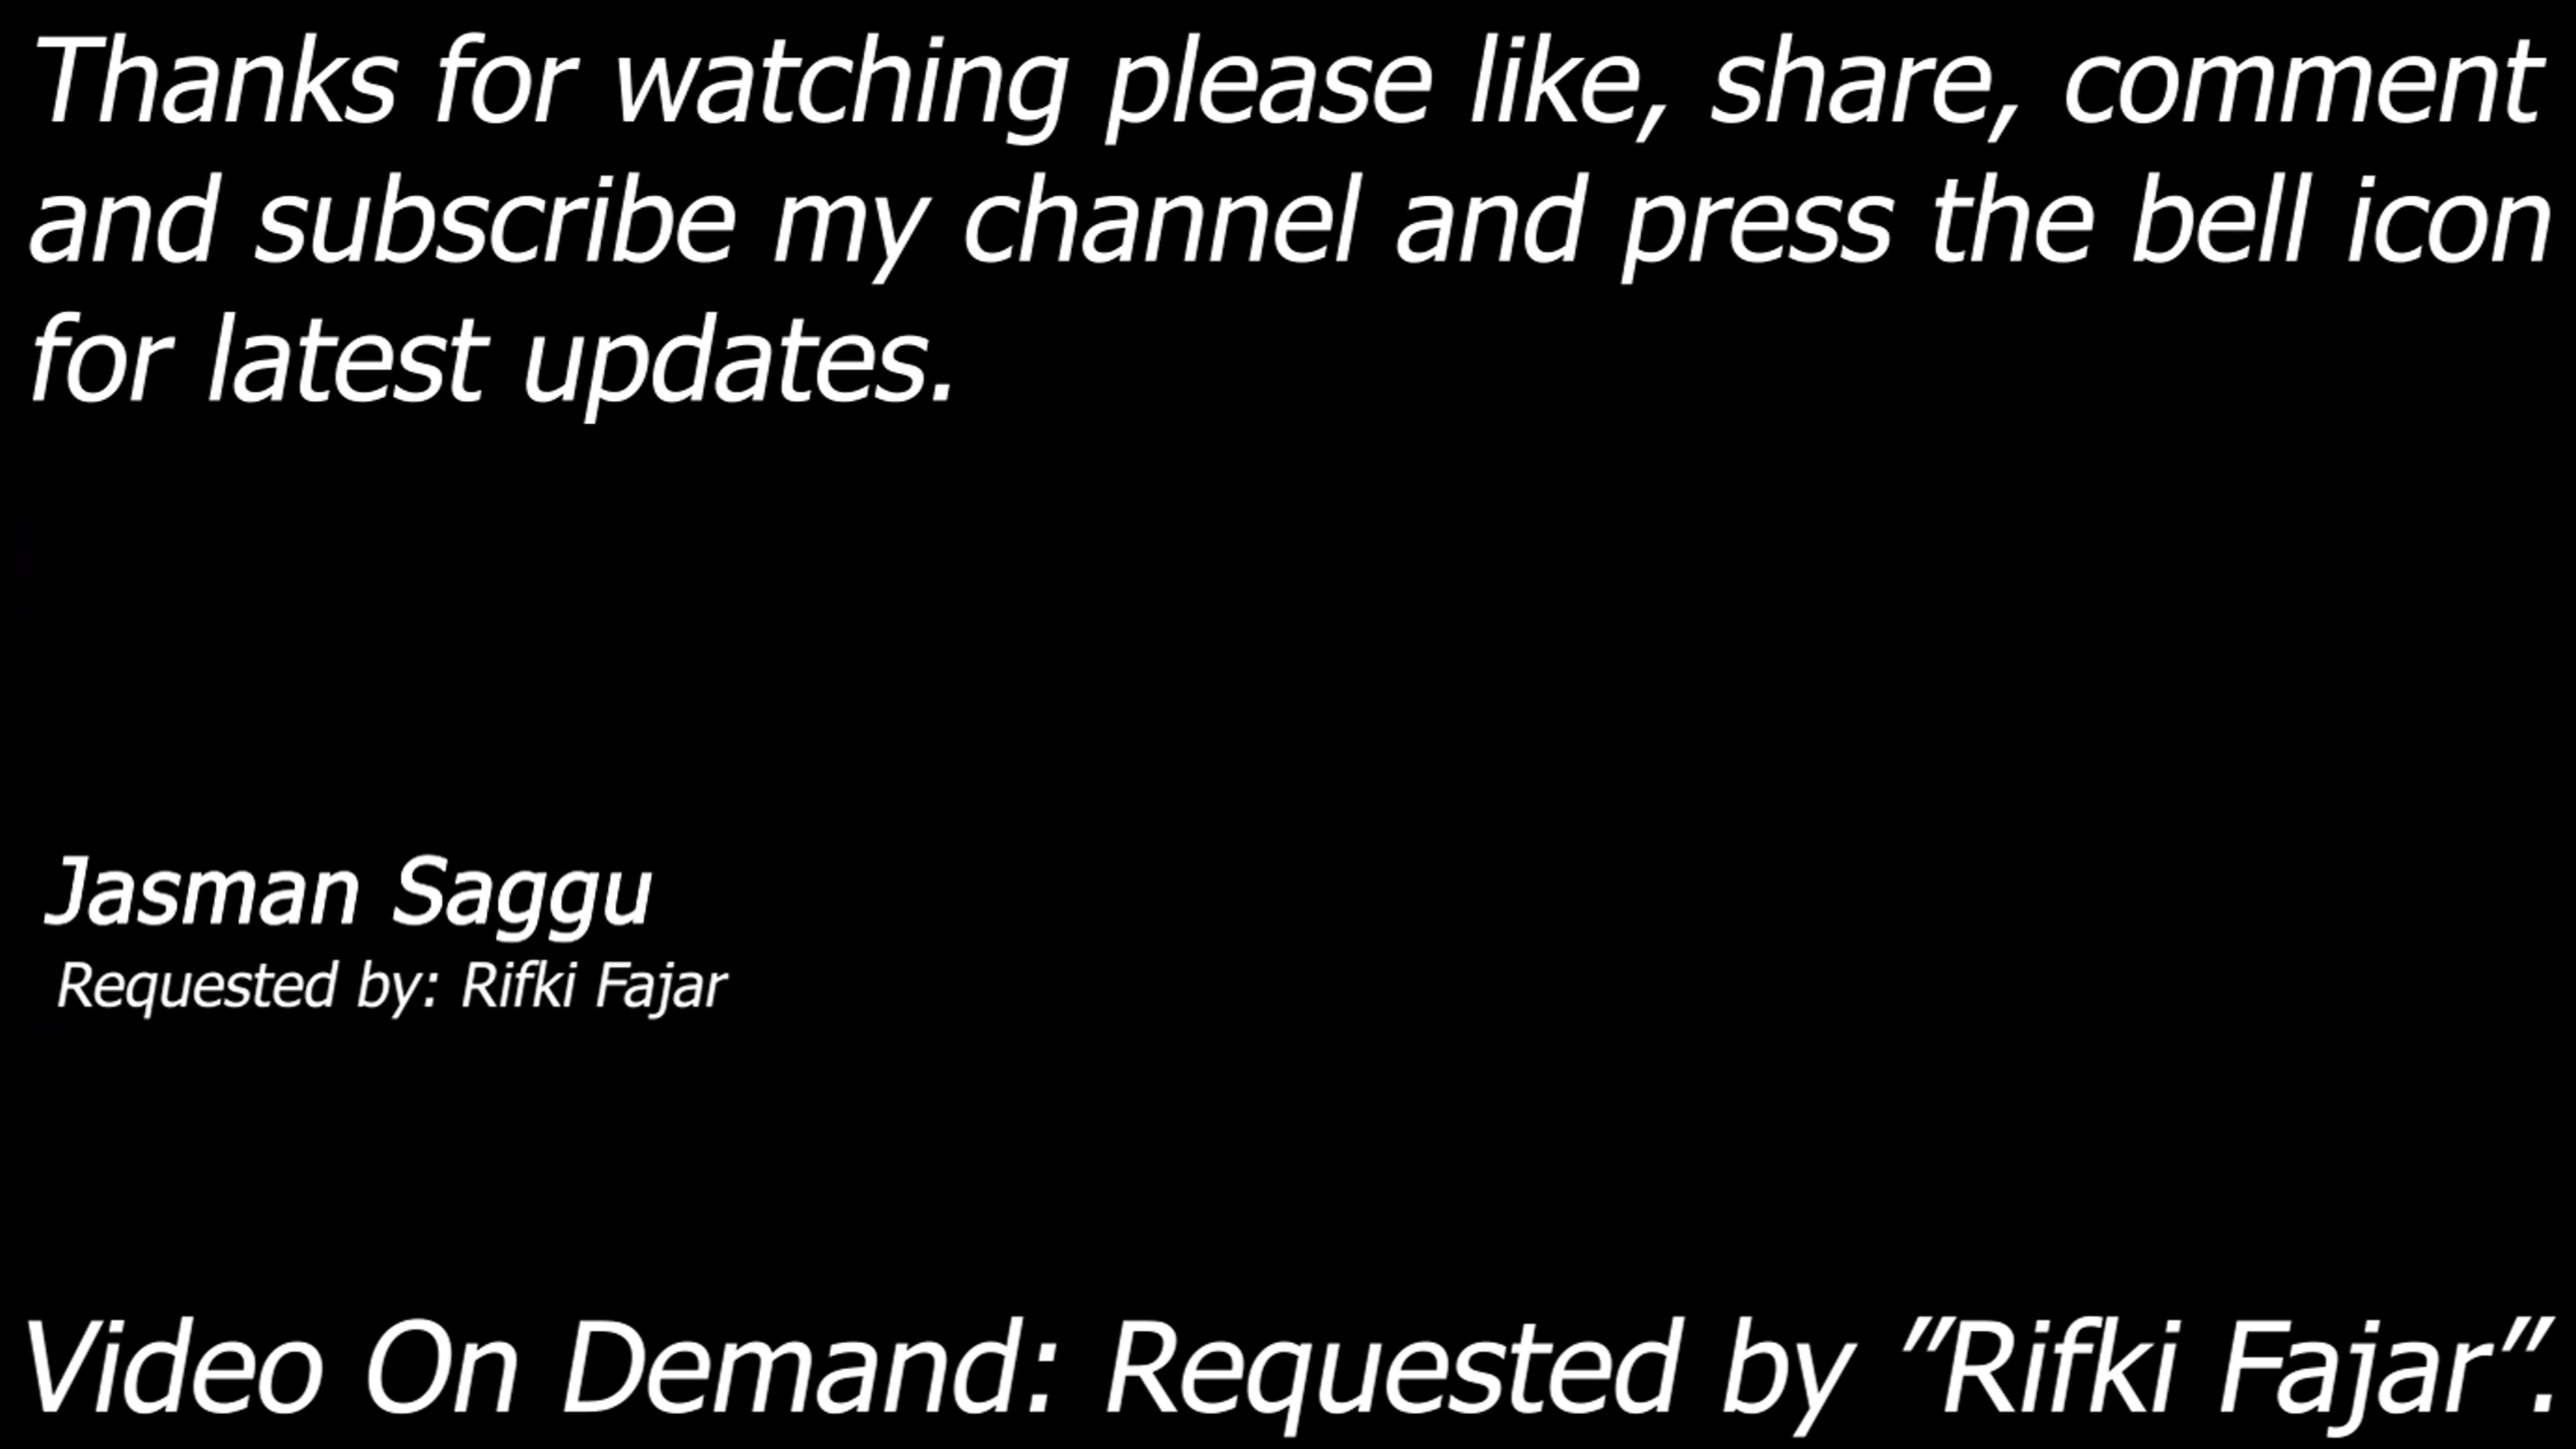 Thanks for watching please like, share, comment
and subscribe my channel and press the bell icon
for latest updates.
Jasman Saggu
Requested by: Rifki Fajar
Video On Demand: Requested by "Rifki Fajar".